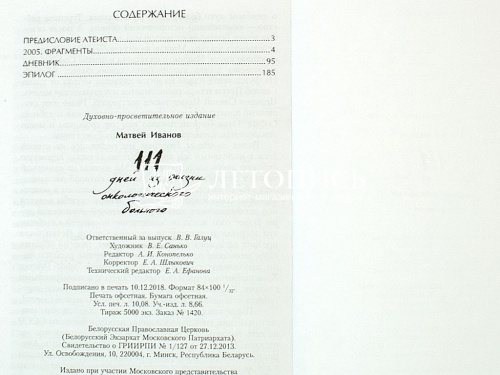 СОДЕРЖАНИЕ
ПРЕДИСЛОВИЕ АТЕИСТА ..... 3
2005. ФРАГМЕНТЫ ..... 4
ДНЕВНИК ..... 95
ЭПИЛОГ ..... 185
Духовно-просветительное издание
Матвей Иванов
111
дней из жизни
онкологического
больного
ЛЕТОПИСЬ
Ответственный за выпуск В. В. Галуц
Художник В. Е. Санько
Редактор А. И. Конопелько
Корректор Е. А. Шлыкович
Технический редактор Е. А. Ефанова
Подписано в печать 10.12.2018. Формат 84×100 1/32.
Печать офсетная. Бумага офсетная.
Усл. печ. л. 10,08. Уч.-изд. л. 8,66.
Тираж 5000 экз. Заказ № 1420.
Белорусская Православная Церковь
(Белорусский Экзархат Московского Патриархата).
Свидетельство о ГРИИРПИ № 1/127 от 27.12.2013.
Ул. Освобождения, 10, 220004, г. Минск, Республика Беларусь.
Издано при участии Московского представительства